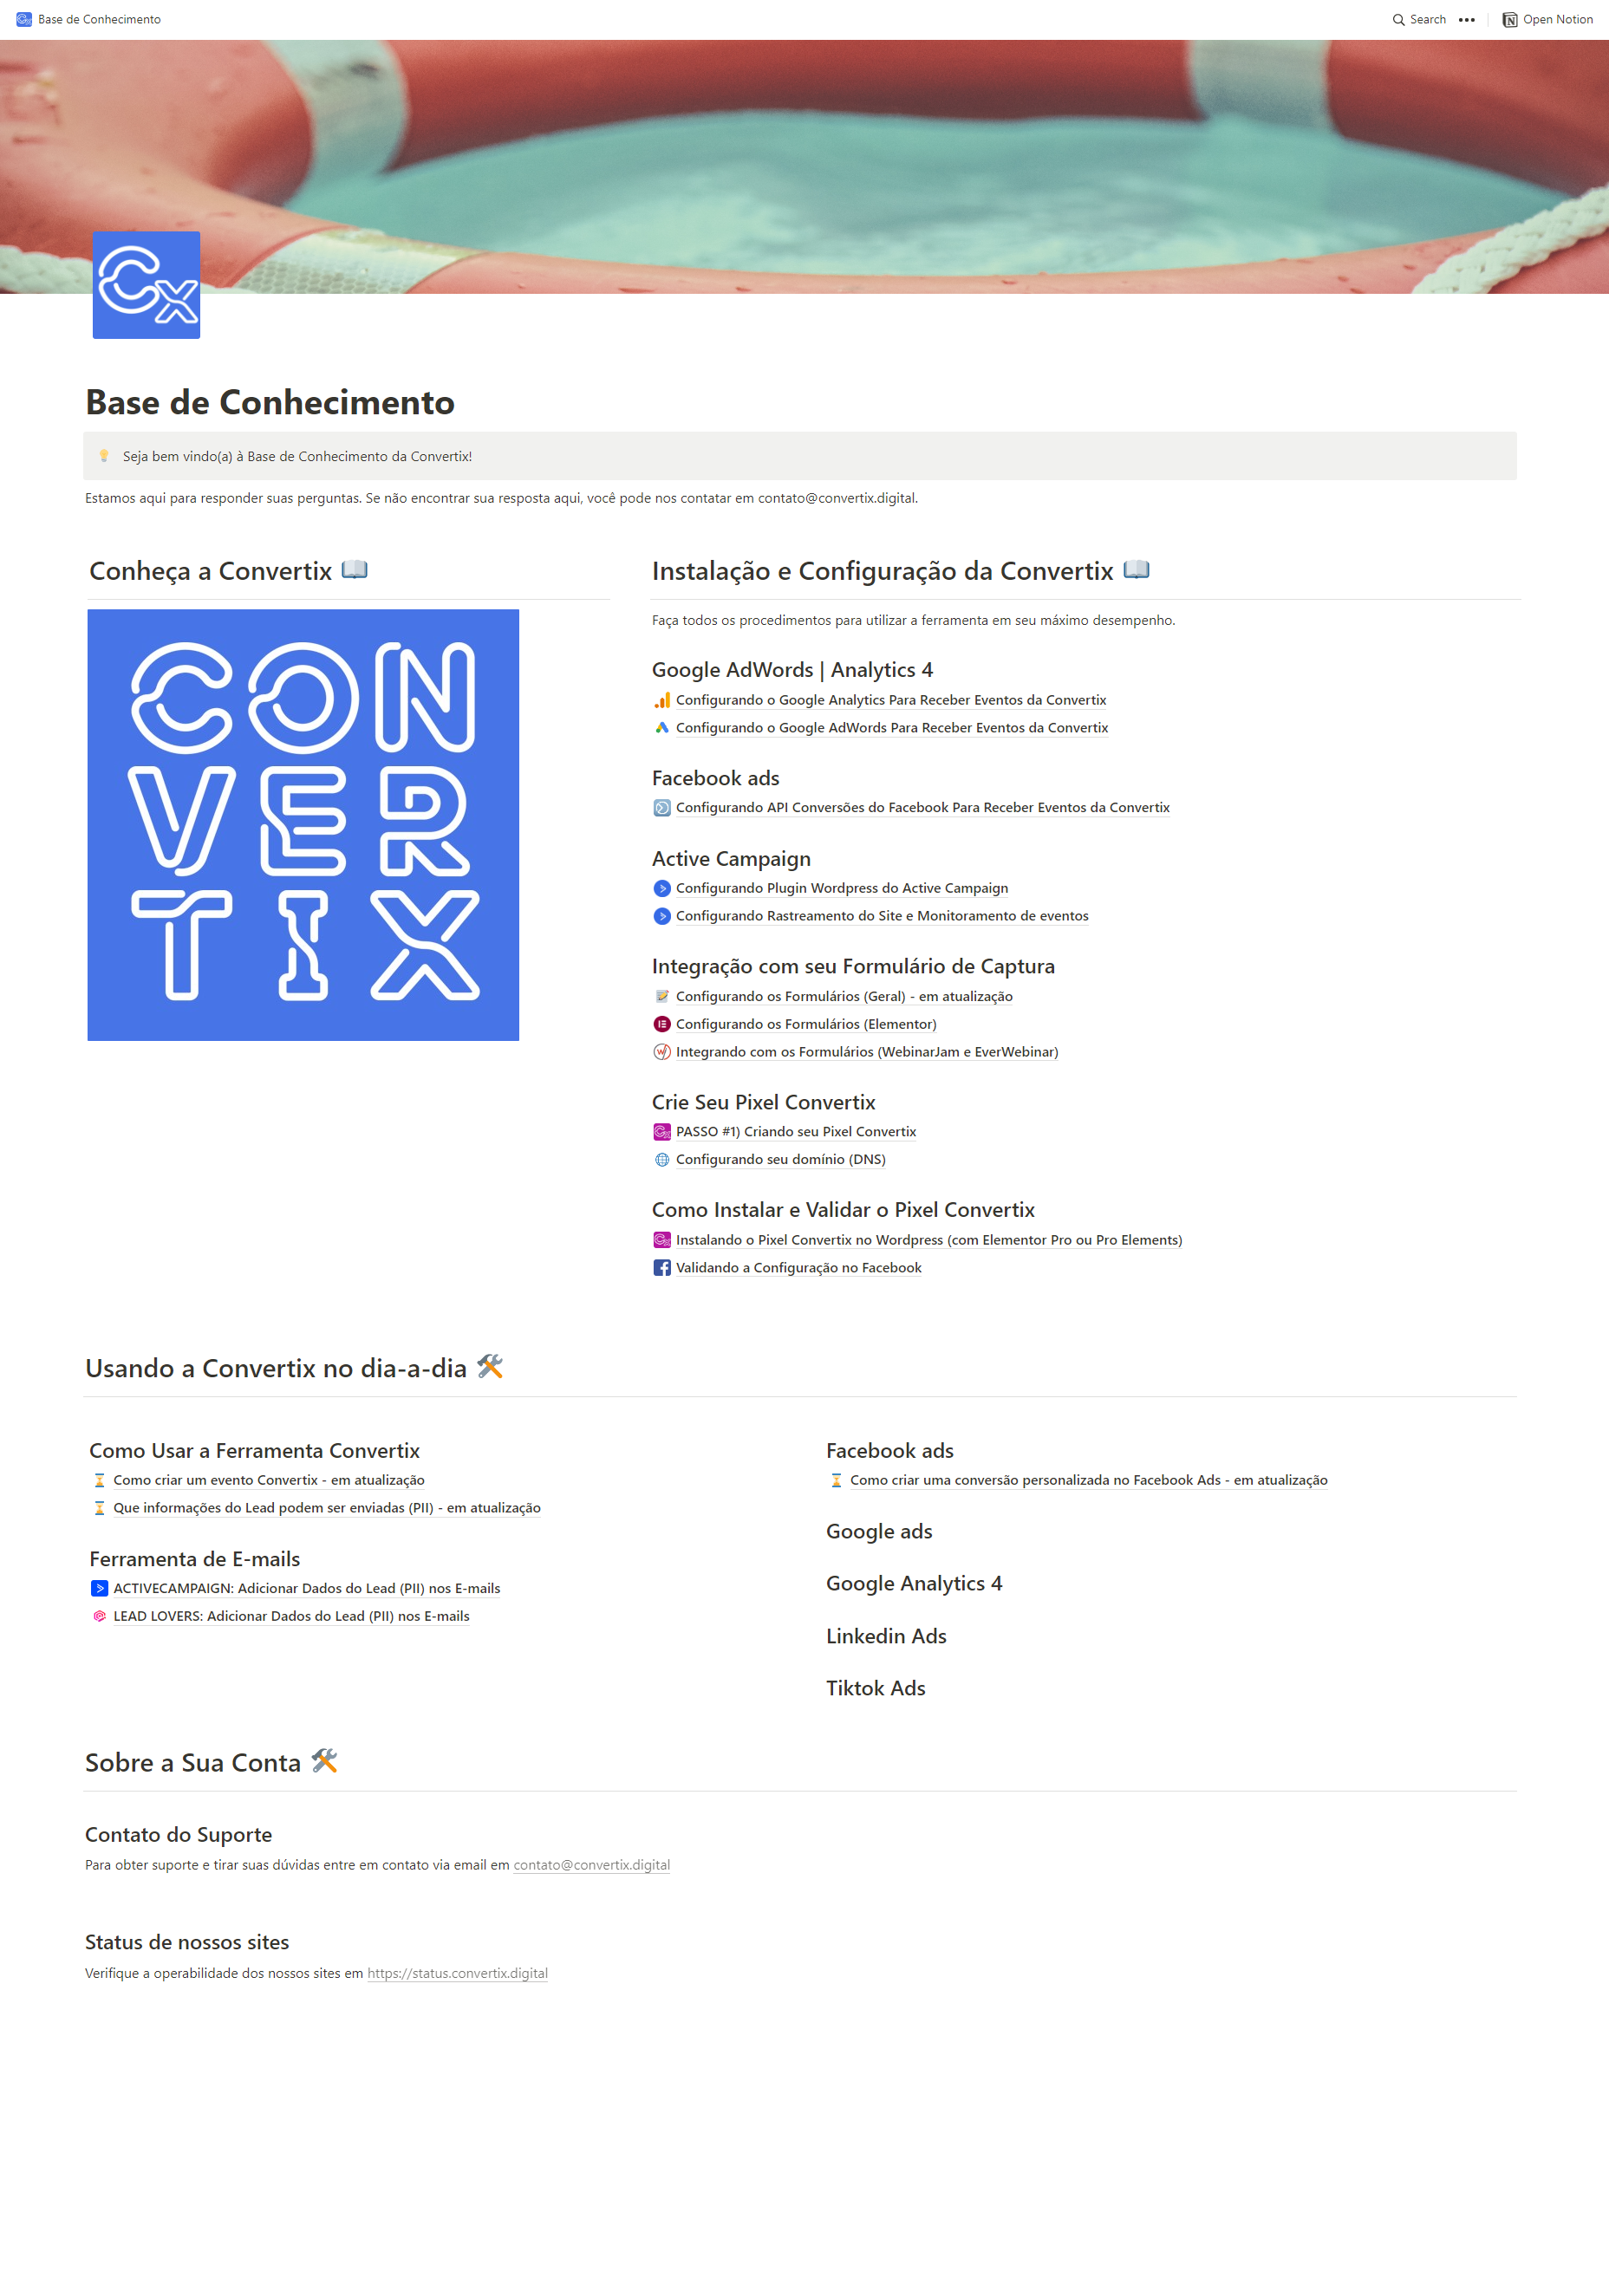 Base de Conhecimento
Search
Open Notion
Cx
Base de Conhecimento
Seja bem vindo(a) à Base de Conhecimento da Convertix!
Estamos aqui para responder suas perguntas. Se não encontrar sua resposta aqui, você pode nos contatar em contato@convertix.digital.
Conheça a Convertix
CON
VER
TIX
Instalação e Configuração da Convertix
Faça todos os procedimentos para utilizar a ferramenta em seu máximo desempenho.
Google AdWords | Analytics 4
Configurando o Google Analytics Para Receber Eventos da Convertix
Configurando o Google AdWords Para Receber Eventos da Convertix
Facebook ads
Configurando API Conversões do Facebook Para Receber Eventos da Convertix
Active Campaign
Configurando Plugin Wordpress do Active Campaign
Configurando Rastreamento do Site e Monitoramento de eventos
Integração com seu Formulário de Captura
Configurando os Formulários (Geral) - em atualização
Configurando os Formulários (Elementor)
Integrando com os Formulários (WebinarJam e EverWebinar)
Crie Seu Pixel Convertix
PASSO #1) Criando seu Pixel Convertix
Configurando seu domínio (DNS)
Como Instalar e Validar o Pixel Convertix
Instalando o Pixel Convertix no Wordpress (com Elementor Pro ou Pro Elements)
Validando a Configuração no Facebook
Usando a Convertix no dia-a-dia
Como Usar a Ferramenta Convertix
Como criar um evento Convertix - em atualização
Que informações do Lead podem ser enviadas (PII) - em atualização
Ferramenta de E-mails
ACTIVECAMPAIGN: Adicionar Dados do Lead (PII) nos E-mails
LEAD LOVERS: Adicionar Dados do Lead (PII) nos E-mails
Facebook ads
Como criar uma conversão personalizada no Facebook Ads - em atualização
Google ads
Google Analytics 4
Linkedin Ads
Tiktok Ads
Sobre a Sua Conta
Contato do Suporte
Para obter suporte e tirar suas dúvidas entre em contato via email em contato@convertix.digital
Status de nossos sites
Verifique a operabilidade dos nossos sites em https://status.convertix.digital